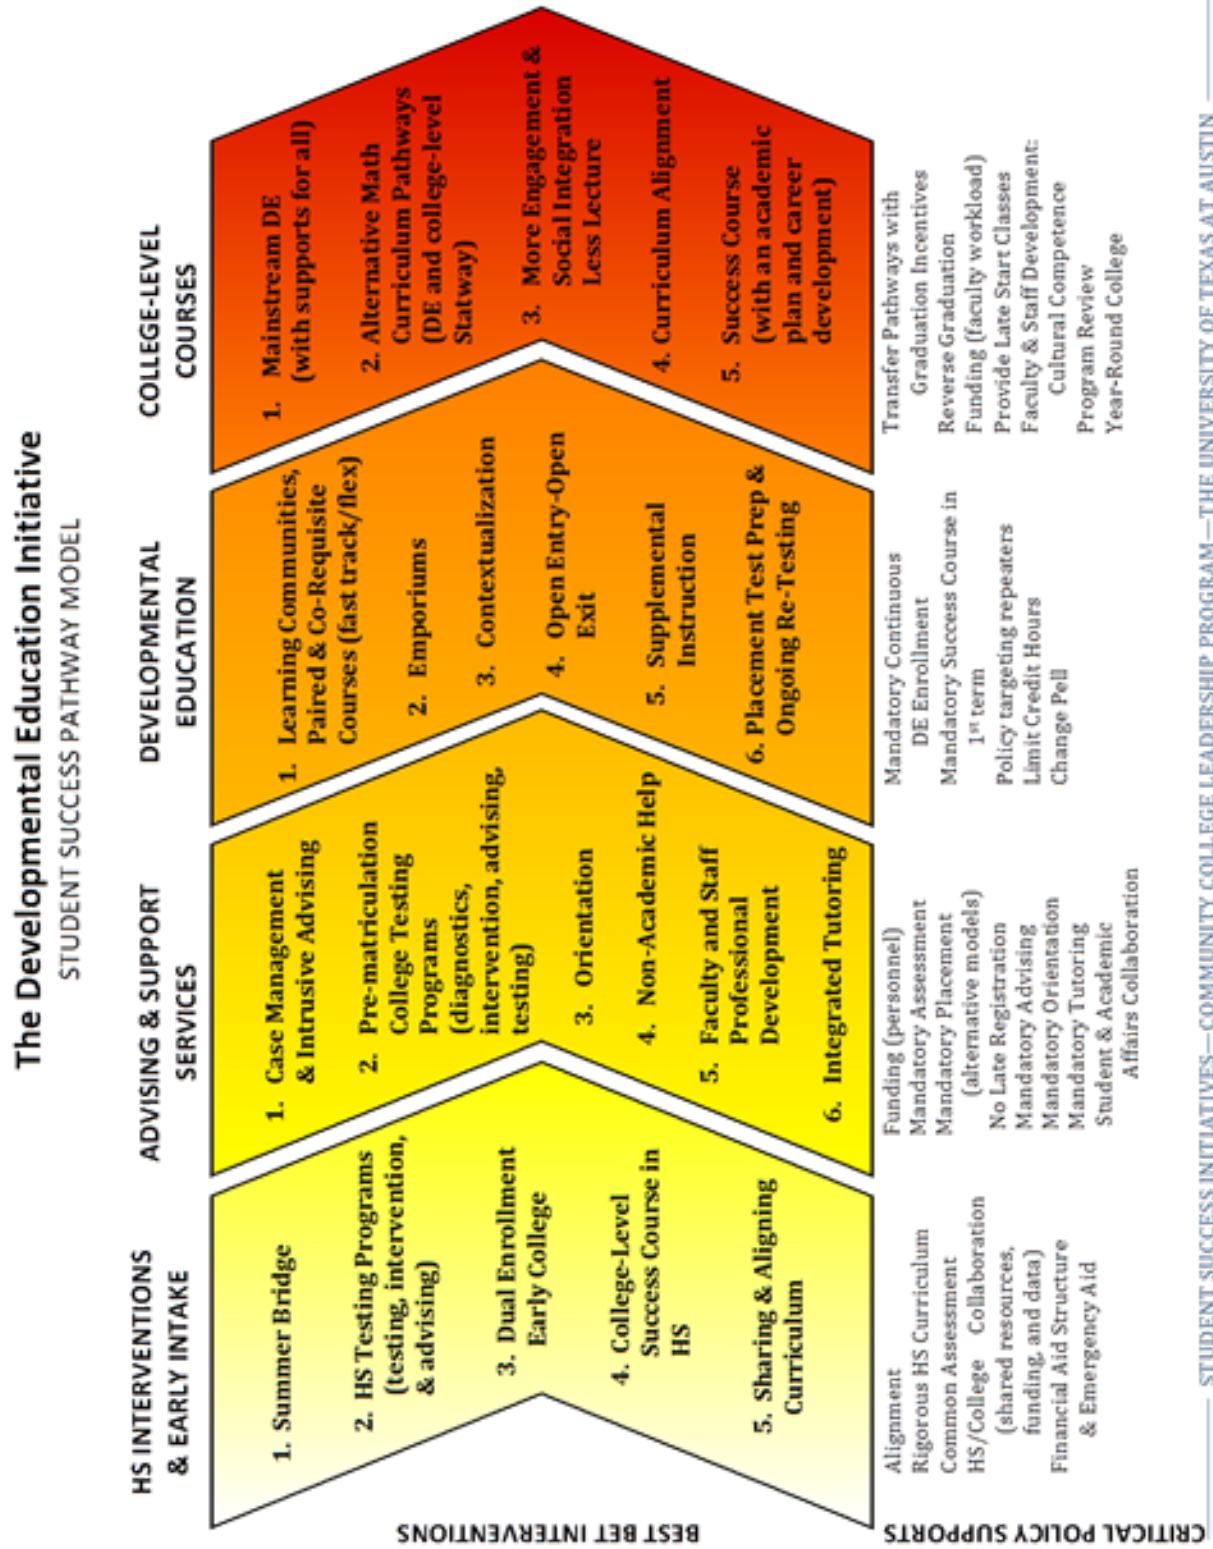 The Developmental Education Initiative
STUDENT SUCCESS PATHWAY MODEL
HS INTERVENTIONS
& EARLY INTAKE
ADVISING & SUPPORT
SERVICES
DEVELOPMENTAL
EDUCATION
COLLEGE-LEVEL
COURSES
BEST BET INTERVENTIONS
1. Summer Bridge
2. HS Testing Programs
(testing, intervention,
& advising)
3. Dual Enrollment
Early College
4. College-Level
Success Course in
HS
5. Sharing & Aligning
Curriculum
1. Case Management
& Intrusive Advising
2. Pre-matriculation
College Testing
Programs
(diagnostics,
intervention, advising,
testing)
3. Orientation
4. Non-Academic Help
5. Faculty and Staff
Professional
Development
6. Integrated Tutoring
1. Learning Communities,
Paired & Co-Requisite
Courses (fast track/flex)
2. Emporiums
3. Contextualization
4. Open Entry-Open
Exit
5. Supplemental
Instruction
6. Placement Test Prep &
Ongoing Re-Testing
1. Mainstream DE
(with supports for all)
2. Alternative Math
Curriculum Pathways
(DE and college-level
Statway)
3. More Engagement &
Social Integration
Less Lecture
4. Curriculum Alignment
5. Success Course
(with an academic
plan and career
development)
CRITICAL POLICY SUPPORTS
Alignment
Rigorous HS Curriculum
Common Assessment
HS/College Collaboration
(shared resources,
funding, and data)
Financial Aid Structure
& Emergency Aid
Funding (personnel)
Mandatory Assessment
Mandatory Placement
(alternative models)
No Late Registration
Mandatory Advising
Mandatory Orientation
Mandatory Tutoring
Student & Academic
Affairs Collaboration
Mandatory Continuous
DE Enrollment
Mandatory Success Course in
1st term
Policy targeting repeaters
Limit Credit Hours
Change Pell
Transfer Pathways with
Graduation Incentives
Reverse Graduation
Funding (faculty workload)
Provide Late Start Classes
Faculty & Staff Development:
Cultural Competence
Program Review
Year-Round College
STUDENT SUCCESS INITIATIVES—COMMUNITY COLLEGE LEADERSHIP PROGRAM—THE UNIVERSITY OF TEXAS AT AUSTIN